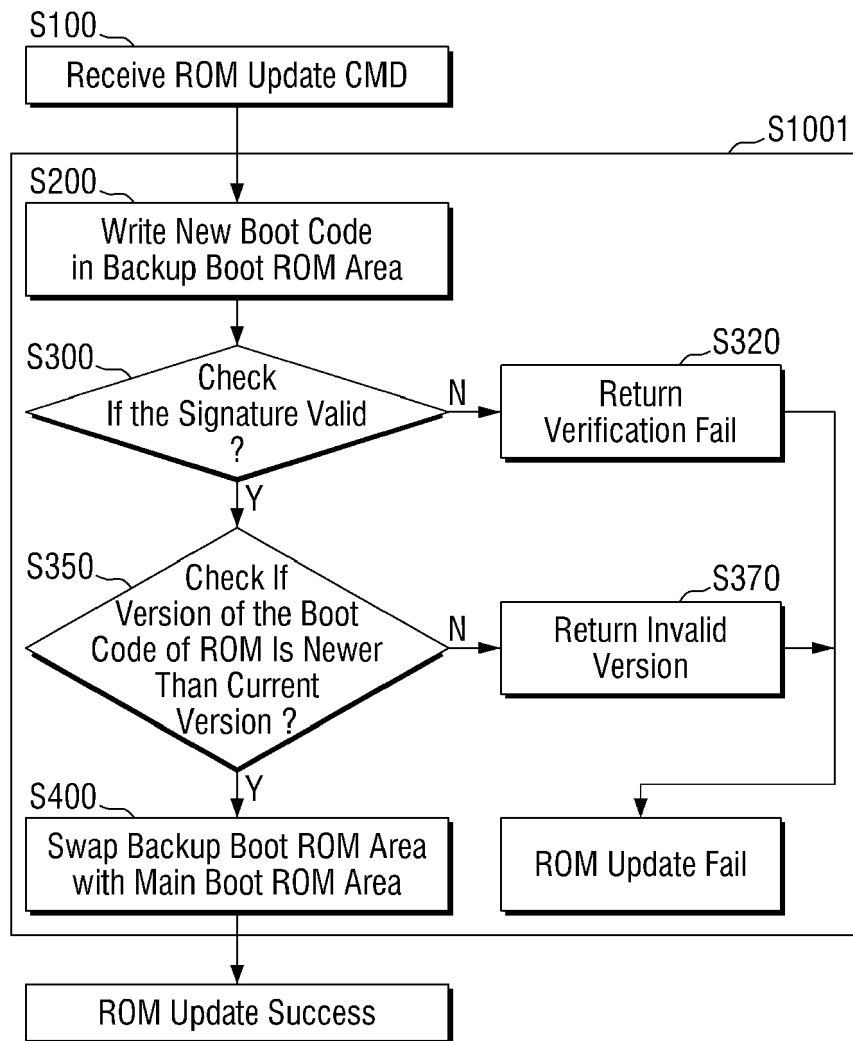 S100
Receive ROM Update CMD
S1001
S200
Write New Boot Code
in Backup Boot ROM Area
S300
Check
If the Signature Valid
?
N
S320
Return
Verification Fail
Y
S350
Check If
Version of the Boot
Code of ROM Is Newer
Than Current
Version ?
N
S370
Return Invalid
Version
Y
S400
Swap Backup Boot ROM Area
with Main Boot ROM Area
ROM Update Fail
ROM Update Success